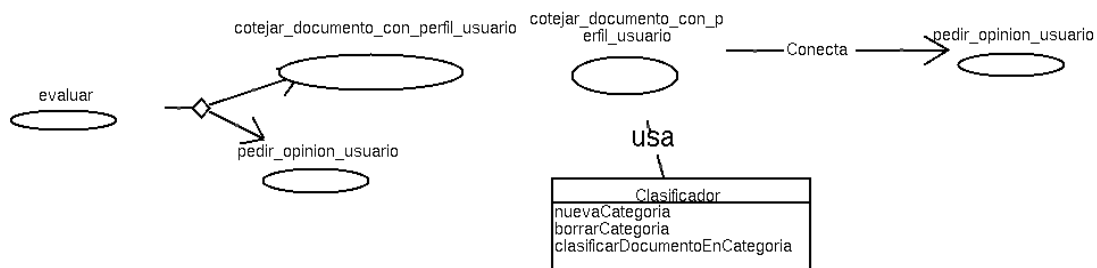 cotejar_documento_con_perfil_usuario
evaluar
pedir_opinion_usuario
cotejar_documento_con_p
erfil_usuario
Conecta
pedir_opinion_usuario
usa
Clasificador
nuevaCategoria
borrarCategoria
clasificarDocumentoEnCategoria